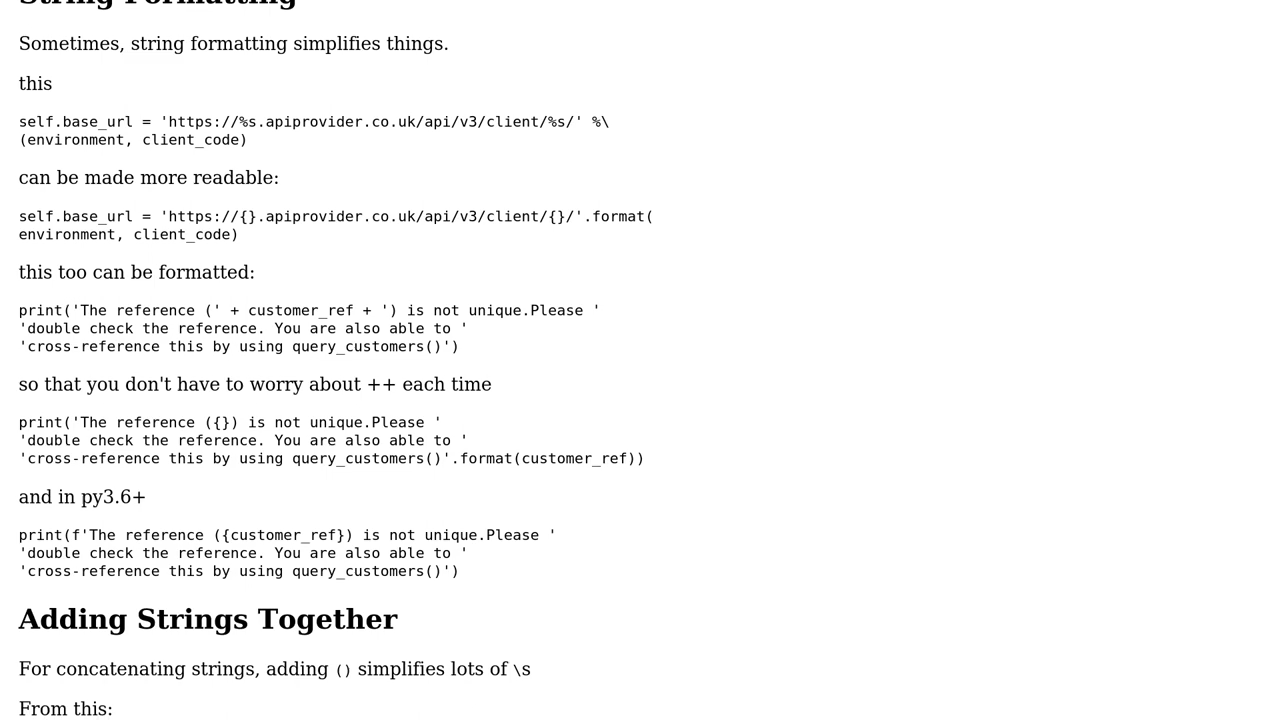 String Formatting
Sometimes, string formatting simplifies things.
this
self.base_url = 'https://%s.apiprovider.co.uk/api/v3/client/%s/' %\
(environment, client_code)
can be made more readable:
self.base_url = 'https://{}.apiprovider.co.uk/api/v3/client/{}/'.format(
environment, client_code)
this too can be formatted:
print('The reference (' + customer_ref + ') is not unique.Please '
'double check the reference. You are also able to '
'cross-reference this by using query_customers()')
so that you don't have to worry about ++ each time
print('The reference ({}) is not unique.Please '
'double check the reference. You are also able to '
'cross-reference this by using query_customers()'.format(customer_ref))
and in py3.6+
print(f'The reference ({customer_ref}) is not unique.Please '
'double check the reference. You are also able to '
'cross-reference this by using query_customers()')
Adding Strings Together
For concatenating strings, adding () simplifies lots of \s
From this: